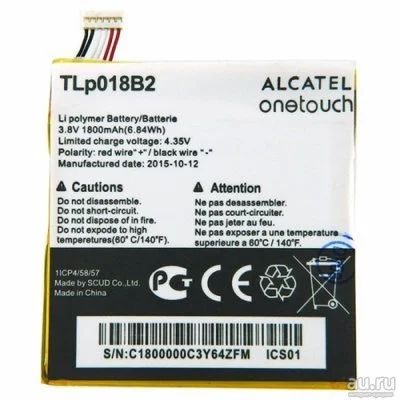 TLp018B2
ALCATEL
onetouch
Li polymer Battery/Batterie
3.8V 1800mAh(6.84Wh)
Limited charge voltage: 4.35V
Polarity: red wire"+"/ black wire "-"
Manufactured date: 2015-10-12
Cautions
Do not disassemble.
Do not short-circuit.
Do not dispose in fire.
Do not expode to high
temperatures(60°C/140°F).
Attention
Ne pas desassembler.
Ne pas court-circuiter.
Ne pas jeter au feu.
Ne pas exposer a une temperature
superieure a 60°C/ 140°F.
1ICP4/58/57
Made by SCUD Co., Ltd.
in China
S/N:C1800000C3Y64ZFM
ICS01
au.ru